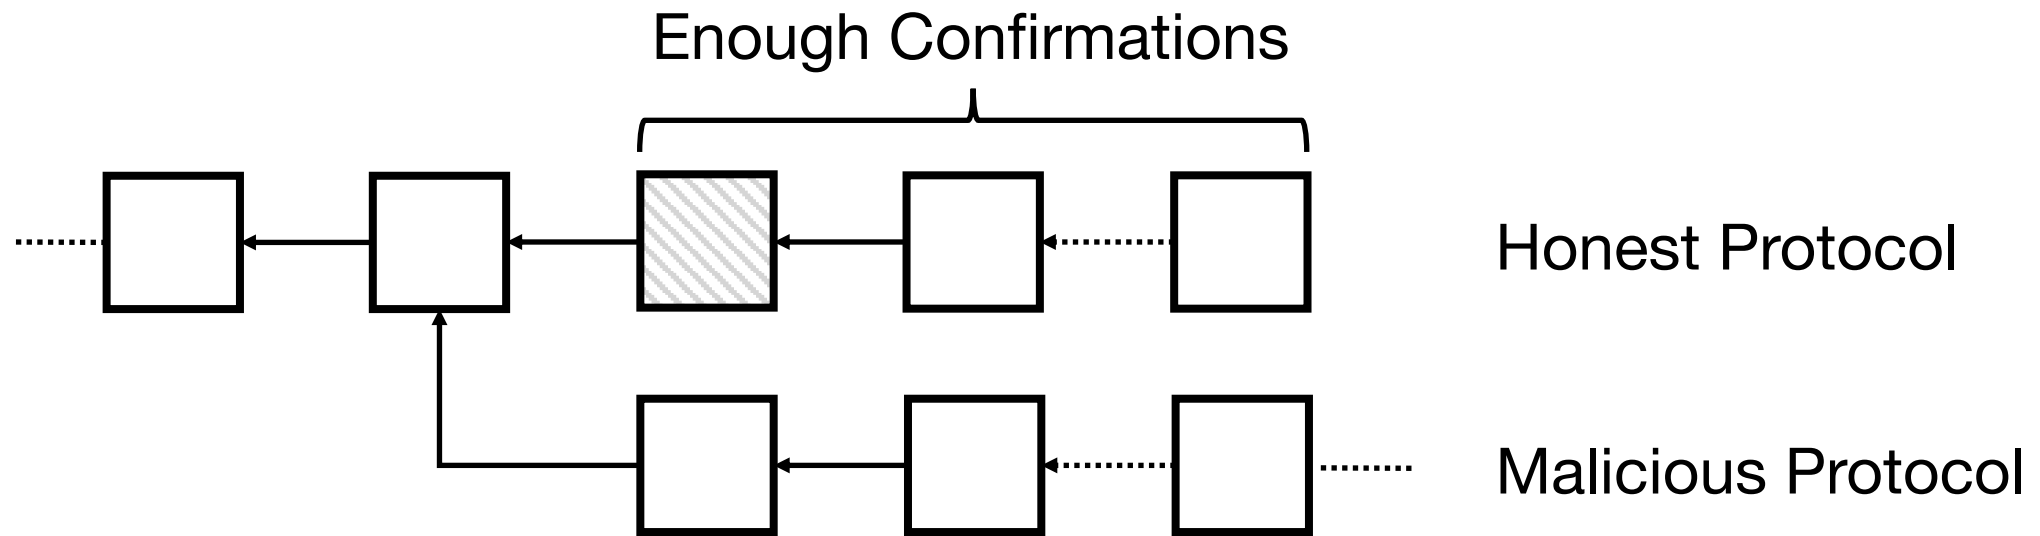 Enough Confirmations
Honest Protocol
Malicious Protocol